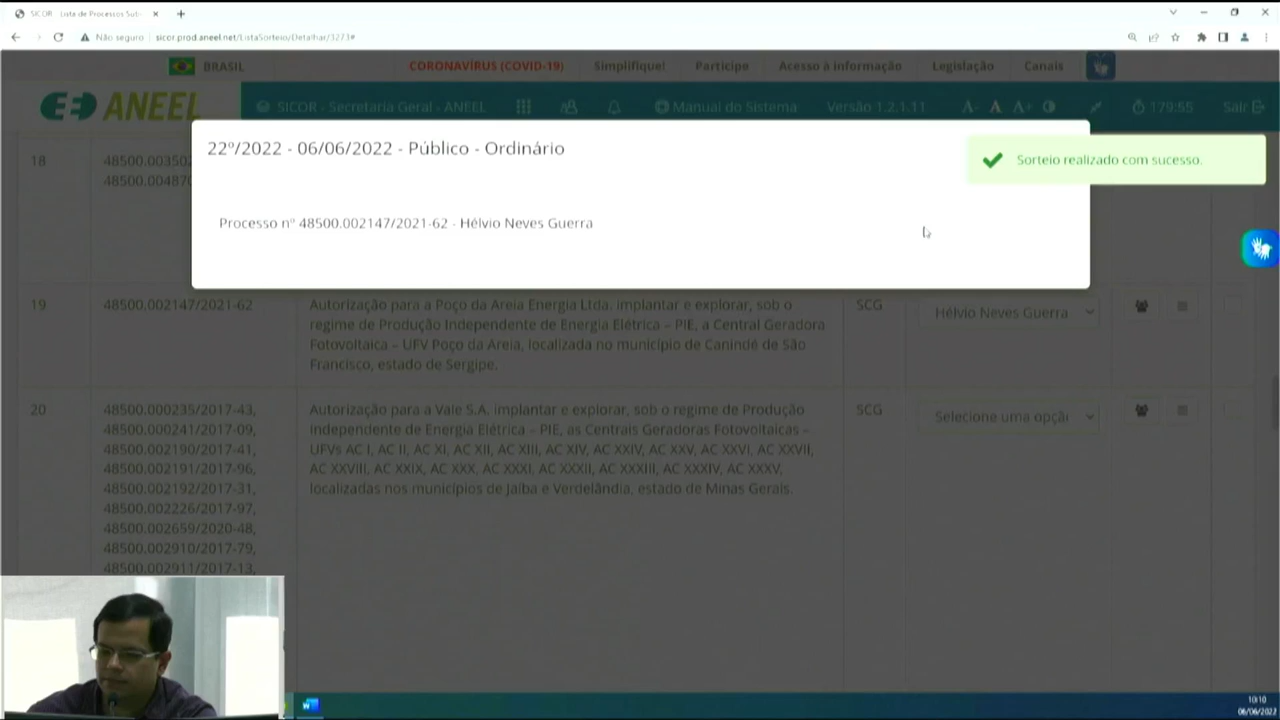 SICOR - Lista de Processos Sub
Não seguro sicor.prod.aneel.net/ListaSorteio/Detalhar/3273#
BRASIL CORONAVÍRUS (COVID-19) Simplifique! Participe Acesso à informação Legislação Canais
ANEEL SICOR - Secretaria Geral - ANEEL Manual do Sistema Versão 1.2.1.11 A- A A+ 179:55 Sair
22º/2022 - 06/06/2022 - Público - Ordinário
Sorteio realizado com sucesso.
Processo nº 48500.002147/2021-62 - Hélvio Neves Guerra
18
19 48500.002147/2021-62 Autorização para a Poço da Areia Energia Ltda. implantar e explorar, sob o SCG Hélvio Neves Guerra
regime de Produção Independente de Energia Elétrica – PIE, a Central Geradora
Fotovoltaica – UFV Poço da Areia, localizada no município de Canindé de São
Francisco, estado de Sergipe.
20 48500.000235/2017-43, Autorização para a Vale S.A. implantar e explorar, sob o regime de Produção SCG Selecione uma opçã
48500.000241/2017-09, Independente de Energia Elétrica – PIE, as Centrais Geradoras Fotovoltaicas –
48500.002190/2017-41, UFVs AC I, AC II, AC XI, AC XII, AC XIII, AC XIV, AC XXIV, AC XXV, AC XXVI, AC XXVII,
48500.002191/2017-96, AC XXVIII, AC XXIX, AC XXX, AC XXXI, AC XXXII, AC XXXIII, AC XXXIV, AC XXXV,
48500.002192/2017-31, localizadas nos municípios de Jaíba e Verdelândia, estado de Minas Gerais.
48500.002226/2017-97,
48500.002659/2020-48,
48500.002910/2017-79,
48500.002911/2017-13,
10:10
06/06/2022